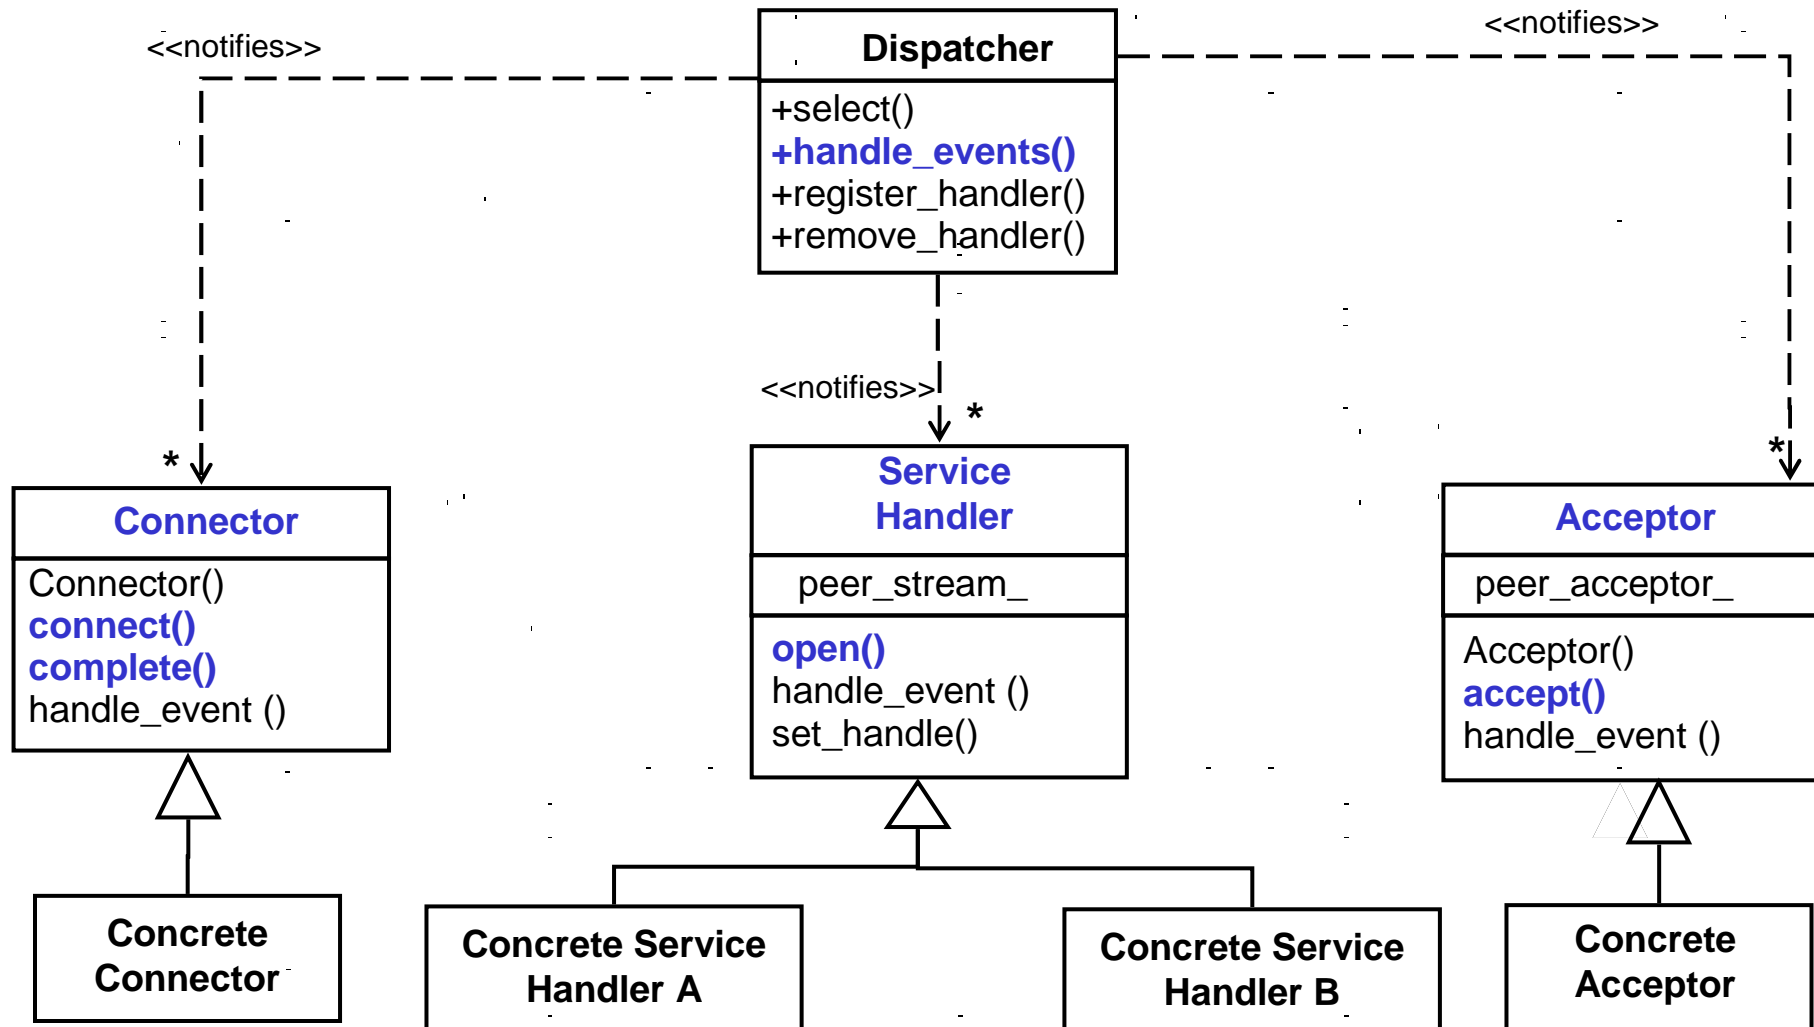 <<notifies>>
Dispatcher
<<notifies>>
+select()
+handle_events()
+register_handler()
+remove_handler()
<<notifies>>
*
*
*
Connector
Connector()
connect()
complete()
handle_event ()
Service
Handler
peer_stream_
open()
handle_event ()
set_handle()
Acceptor
peer_acceptor_
Acceptor()
accept()
handle_event ()
Concrete
Connector
Concrete Service
Handler A
Concrete Service
Handler B
Concrete
Acceptor